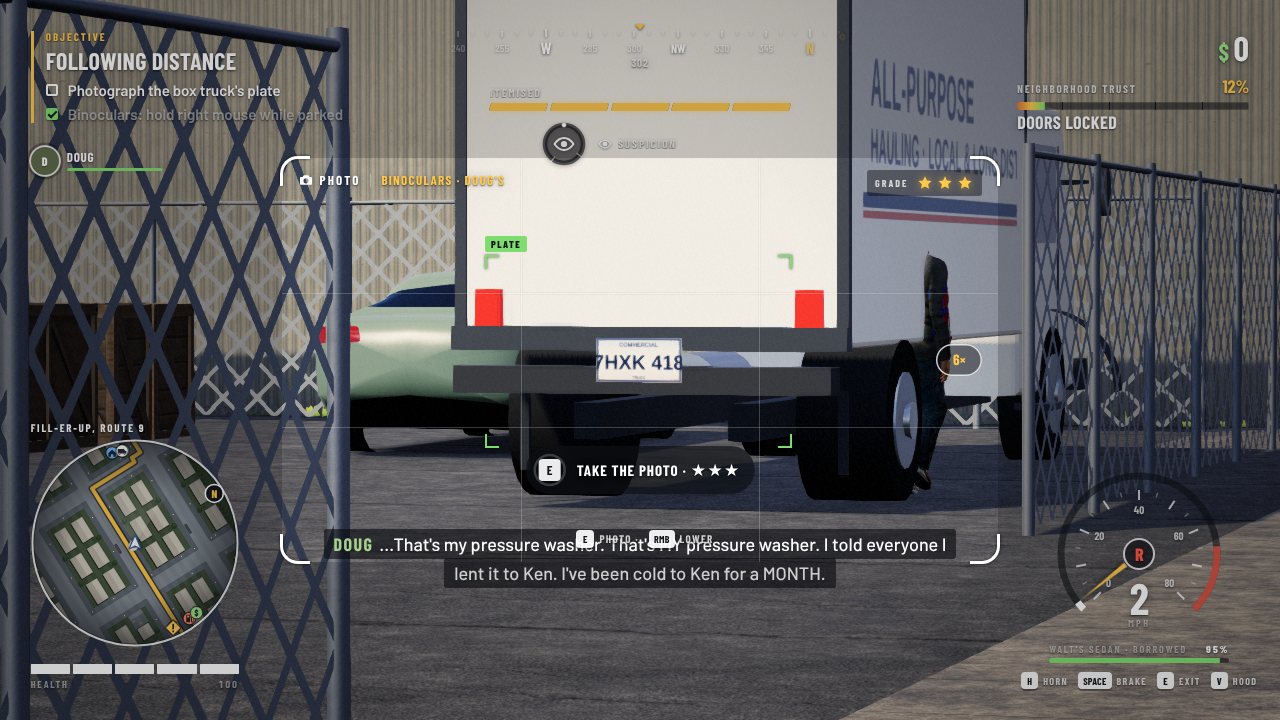 OBJECTIVE
FOLLOWING DISTANCE
Photograph the box truck's plate
Binoculars: hold right mouse while parked
D DOUG
240 255 W 285 300 NW 330 345 N
302
ITEMISED
SUSPICION
$ 0
NEIGHBORHOOD TRUST 12%
DOORS LOCKED
ALL-PURPOSE
HAULING · LOCAL & LONG DIST
PHOTO BINOCULARS · DOUG'S
GRADE
PLATE
COMMERCIAL
7HXK 418
TRUCK
6×
E TAKE THE PHOTO · ★★★
E PHOTO RMB LOWER
DOUG ...That's my pressure washer. That's MY pressure washer. I told everyone I
lent it to Ken. I've been cold to Ken for a MONTH.
FILL-ER-UP, ROUTE 9
N
$
!
HEALTH 100
0 20 40 60 80
R
2
MPH
WALT'S SEDAN · BORROWED 95%
H HORN SPACE BRAKE E EXIT V HOOD